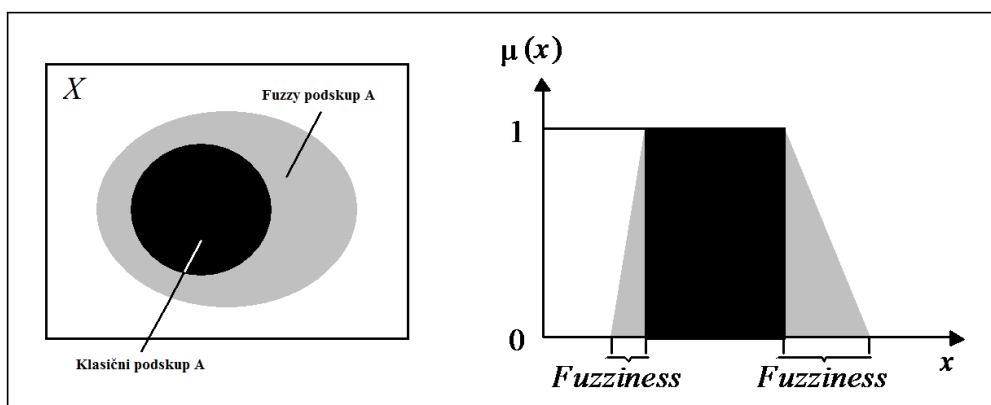 X
Fuzzy podskup A
Klasični podskup A
μ (x)
1
0
x
Fuzziness
Fuzziness